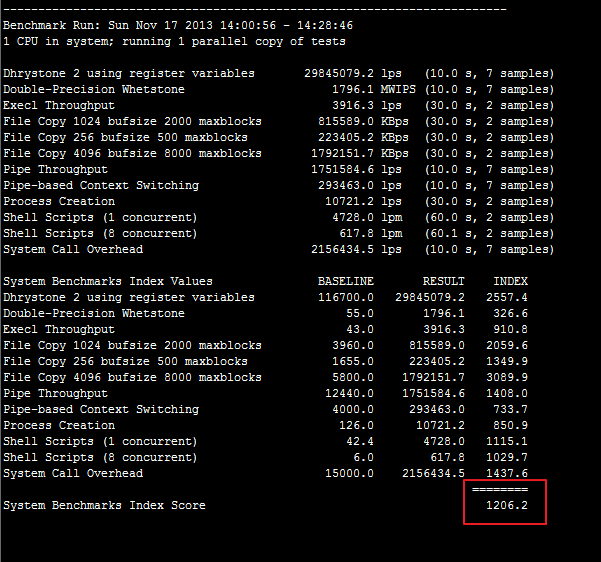 Benchmark Run: Sun Nov 17 2013 14:00:56 - 14:28:46
1 CPU in system; running 1 parallel copy of tests
Dhrystone 2 using register variables 29845079.2 lps (10.0 s, 7 samples)
Double-Precision Whetstone 1796.1 MWIPS (10.0 s, 7 samples)
Execl Throughput 3916.3 lps (30.0 s, 2 samples)
File Copy 1024 bufsize 2000 maxblocks 815589.0 KBps (30.0 s, 2 samples)
File Copy 256 bufsize 500 maxblocks 223405.2 KBps (30.0 s, 2 samples)
File Copy 4096 bufsize 8000 maxblocks 1792151.7 KBps (30.0 s, 2 samples)
Pipe Throughput 1751584.6 lps (10.0 s, 7 samples)
Pipe-based Context Switching 293463.0 lps (10.0 s, 7 samples)
Process Creation 10721.2 lps (30.0 s, 2 samples)
Shell Scripts (1 concurrent) 4728.0 lpm (60.0 s, 2 samples)
Shell Scripts (8 concurrent) 617.8 lpm (60.1 s, 2 samples)
System Call Overhead 2156434.5 lps (10.0 s, 7 samples)
System Benchmarks Index Values BASELINE RESULT INDEX
Dhrystone 2 using register variables 116700.0 29845079.2 2557.4
Double-Precision Whetstone 55.0 1796.1 326.6
Execl Throughput 43.0 3916.3 910.8
File Copy 1024 bufsize 2000 maxblocks 3960.0 815589.0 2059.6
File Copy 256 bufsize 500 maxblocks 1655.0 223405.2 1349.9
File Copy 4096 bufsize 8000 maxblocks 5800.0 1792151.7 3089.9
Pipe Throughput 12440.0 1751584.6 1408.0
Pipe-based Context Switching 4000.0 293463.0 733.7
Process Creation 126.0 10721.2 850.9
Shell Scripts (1 concurrent) 42.4 4728.0 1115.1
Shell Scripts (8 concurrent) 6.0 617.8 1029.7
System Call Overhead 15000.0 2156434.5 1437.6
========
System Benchmarks Index Score 1206.2